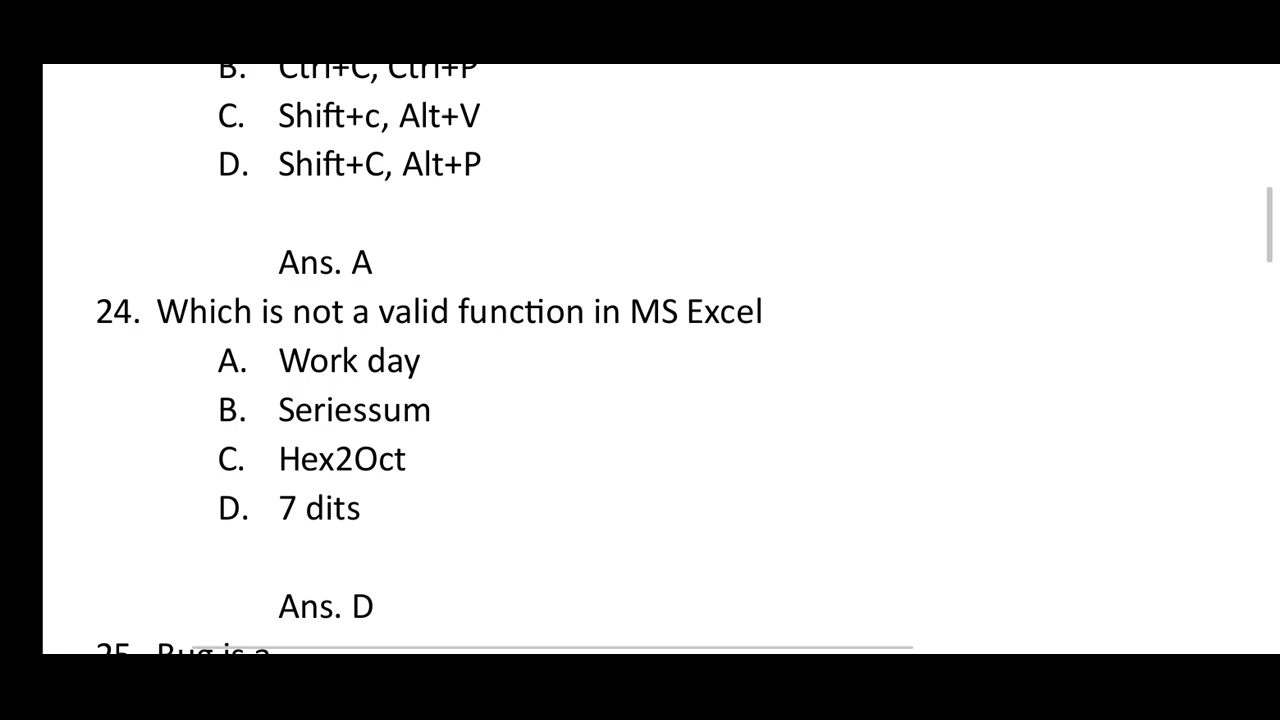 B. Ctrl+C, Ctrl+P
C. Shift+c, Alt+V
D. Shift+C, Alt+P
Ans. A
24. Which is not a valid function in MS Excel
A. Work day
B. Seriessum
C. Hex2Oct
D. 7 dits
Ans. D
25. Bug is a